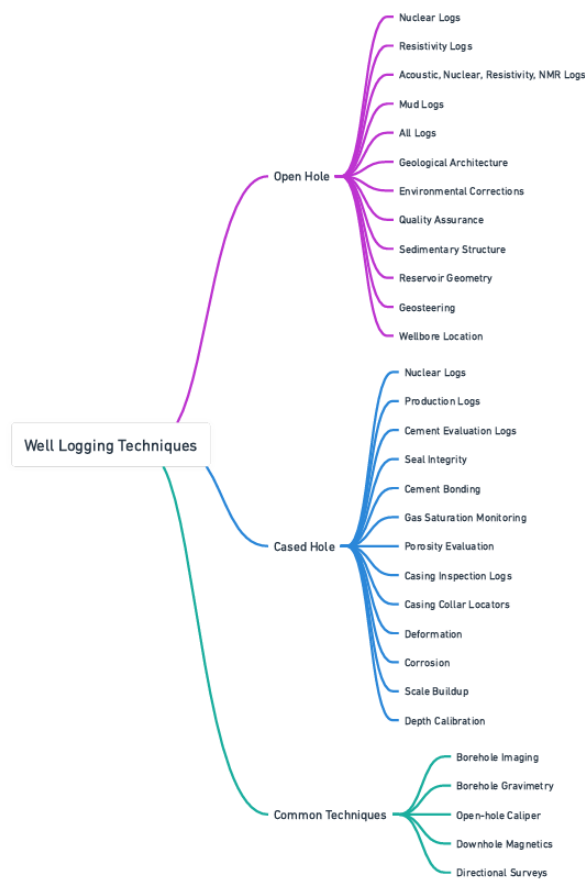 Well Logging Techniques
Open Hole
Nuclear Logs
Resistivity Logs
Acoustic, Nuclear, Resistivity, NMR Logs
Mud Logs
All Logs
Geological Architecture
Environmental Corrections
Quality Assurance
Sedimentary Structure
Reservoir Geometry
Geosteering
Wellbore Location
Cased Hole
Nuclear Logs
Production Logs
Cement Evaluation Logs
Seal Integrity
Cement Bonding
Gas Saturation Monitoring
Porosity Evaluation
Casing Inspection Logs
Casing Collar Locators
Deformation
Corrosion
Scale Buildup
Depth Calibration
Common Techniques
Borehole Imaging
Borehole Gravimetry
Open-hole Caliper
Downhole Magnetics
Directional Surveys